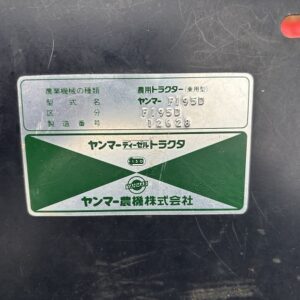 農業機械の種類 農用トラクター(乗用型)
型式名 ヤンマー F195D
区分 F195D
製造番号 12628
ヤンマーディーゼルトラクタ
ヤンマー農機株式会社